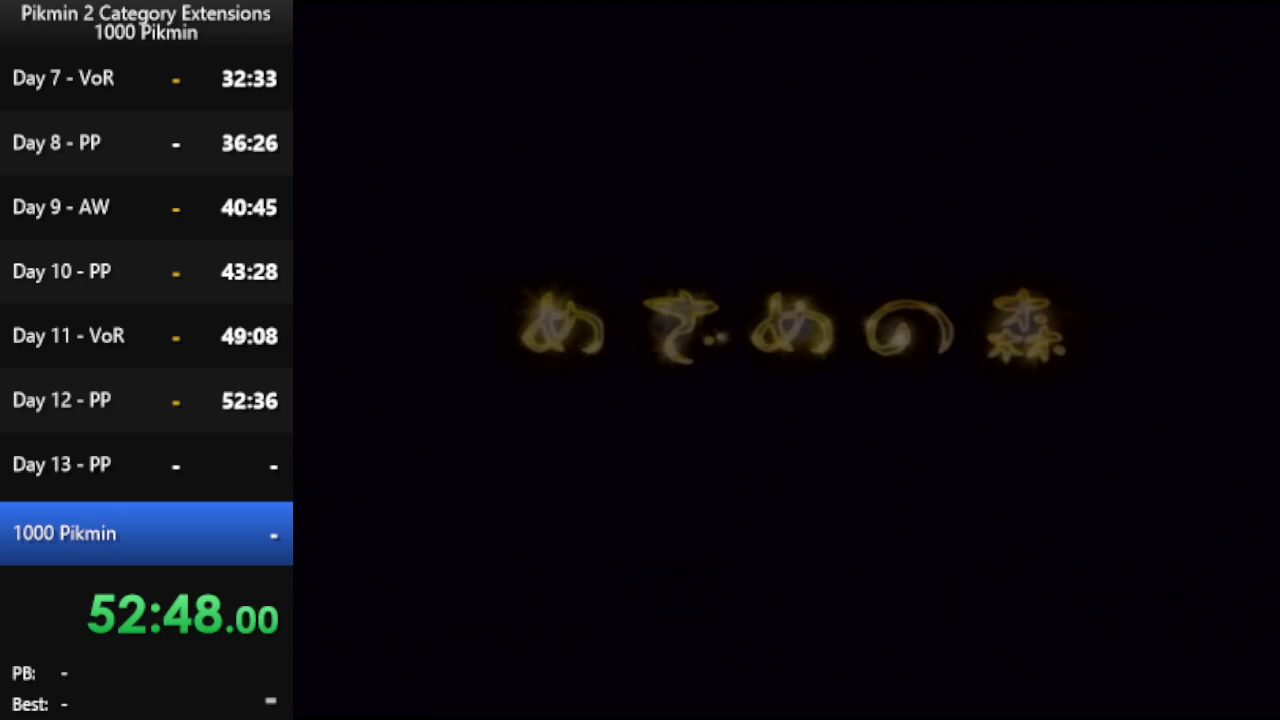 Pikmin 2 Category Extensions
1000 Pikmin
Day 7 - VoR - 32:33
Day 8 - PP - 36:26
Day 9 - AW - 40:45
Day 10 - PP - 43:28
Day 11 - VoR - 49:08
Day 12 - PP - 52:36
Day 13 - PP - -
1000 Pikmin -
52:48.00
PB: -
Best: - -
めざめの森